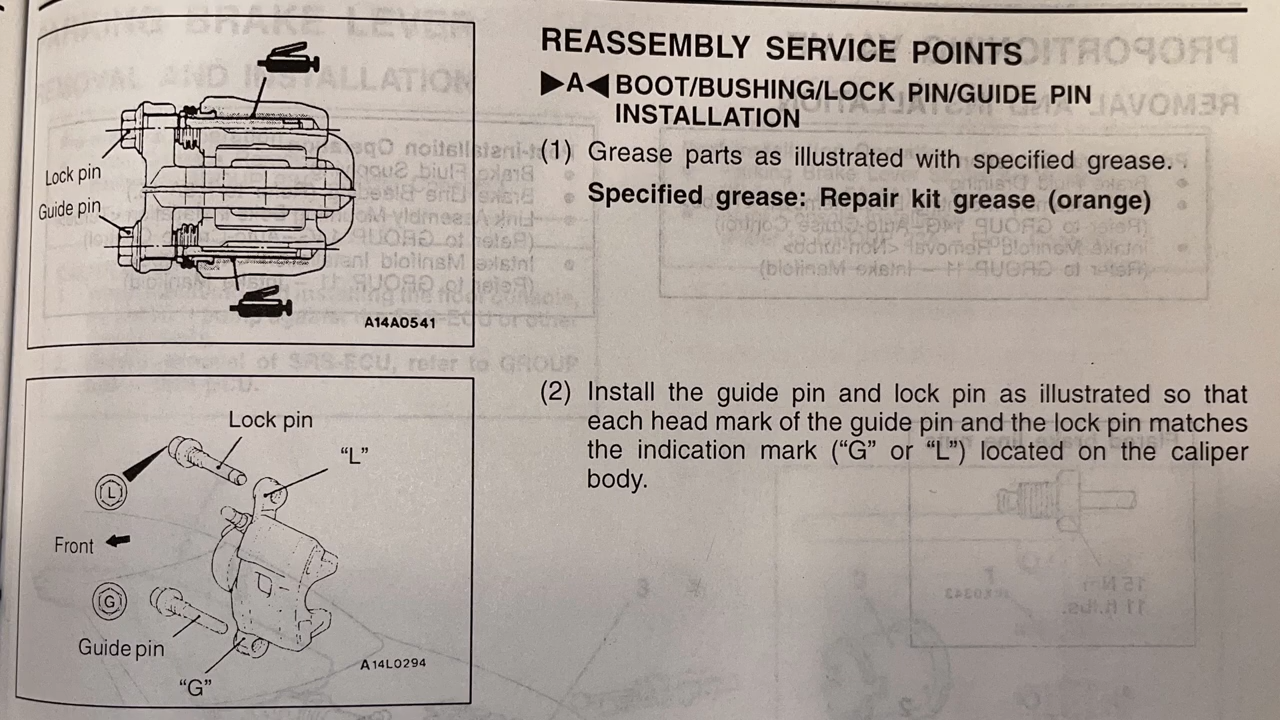 REASSEMBLY SERVICE POINTS
▶A◀ BOOT/BUSHING/LOCK PIN/GUIDE PIN
INSTALLATION
(1) Grease parts as illustrated with specified grease.
Specified grease: Repair kit grease (orange)
Lock pin
Guide pin
A14A0541
(2) Install the guide pin and lock pin as illustrated so that
each head mark of the guide pin and the lock pin matches
the indication mark (“G” or “L”) located on the caliper
body.
Lock pin
“L”
L
Front
G
Guide pin
“G”
A14L0294